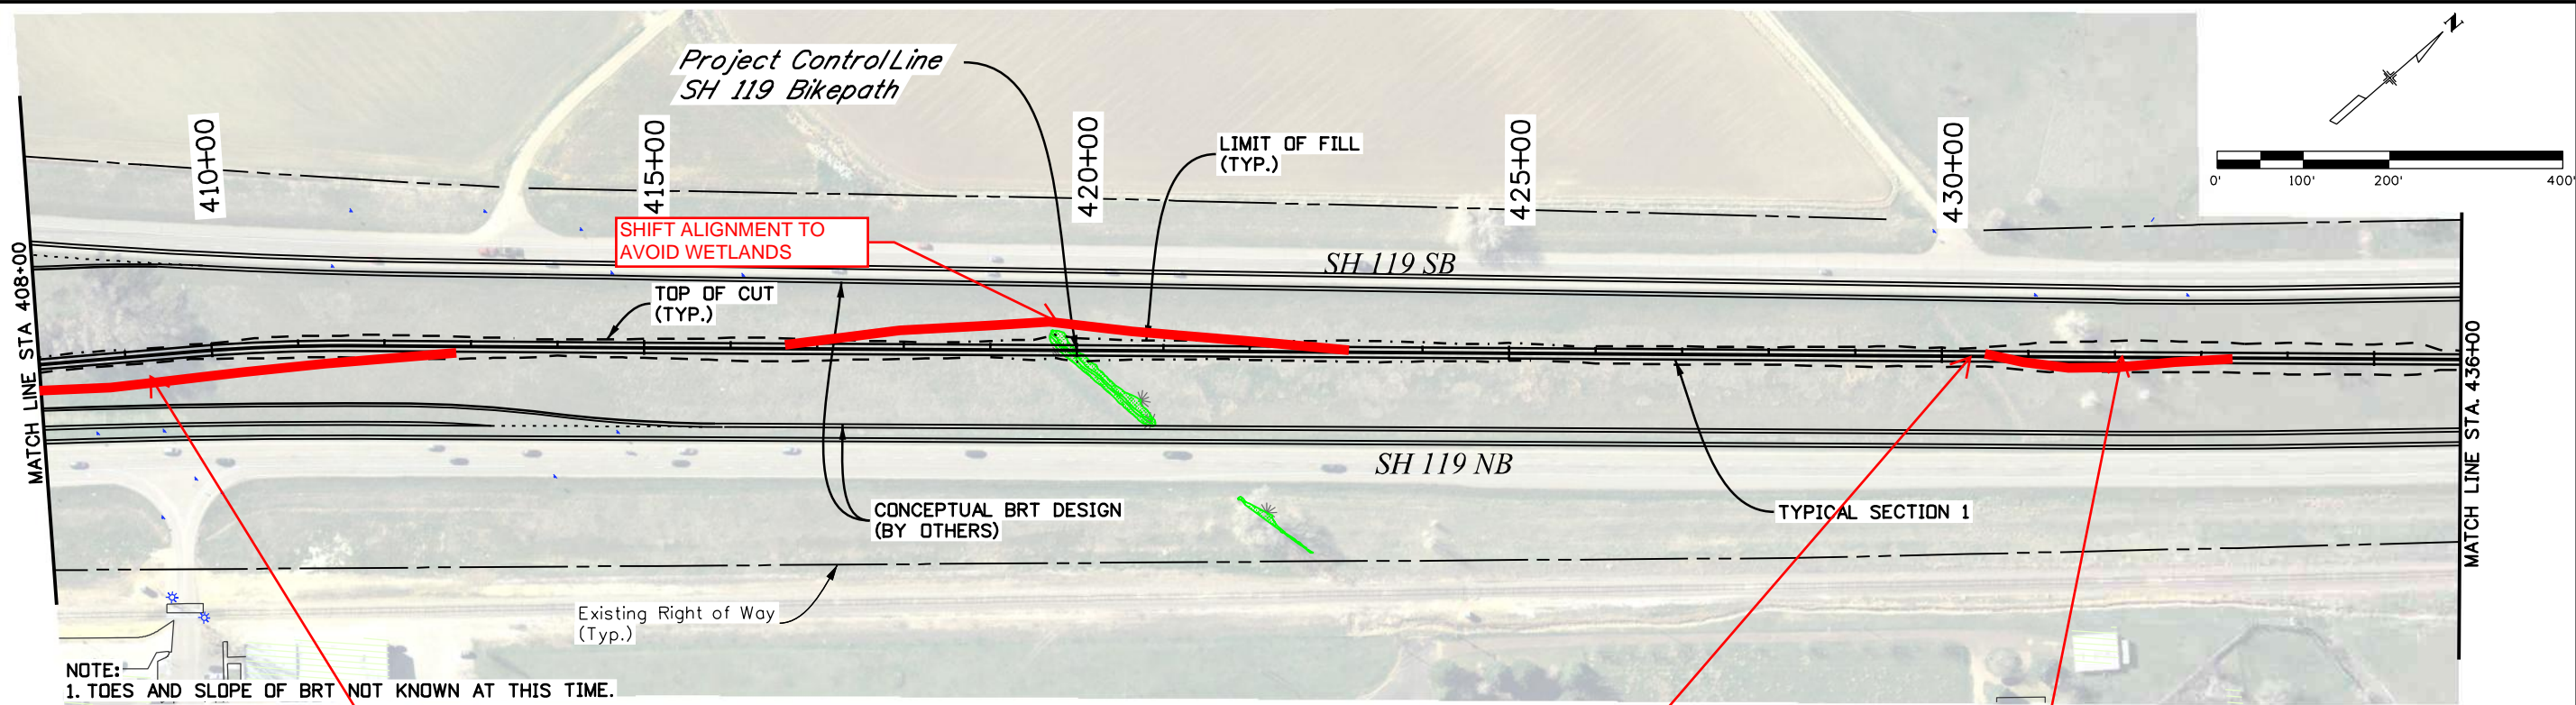 Project Control Line
SH 119 Bikepath
N
0' 100' 200' 400'
410+00
415+00
420+00
425+00
430+00
LIMIT OF FILL
(TYP.)
SHIFT ALIGNMENT TO
AVOID WETLANDS
SH 119 SB
TOP OF CUT
(TYP.)
MATCH LINE STA 408+00
MATCH LINE STA. 436+00
SH 119 NB
CONCEPTUAL BRT DESIGN
(BY OTHERS)
TYPICAL SECTION 1
Existing Right of Way
(Typ.)
NOTE:
1. TOES AND SLOPE OF BRT NOT KNOWN AT THIS TIME.